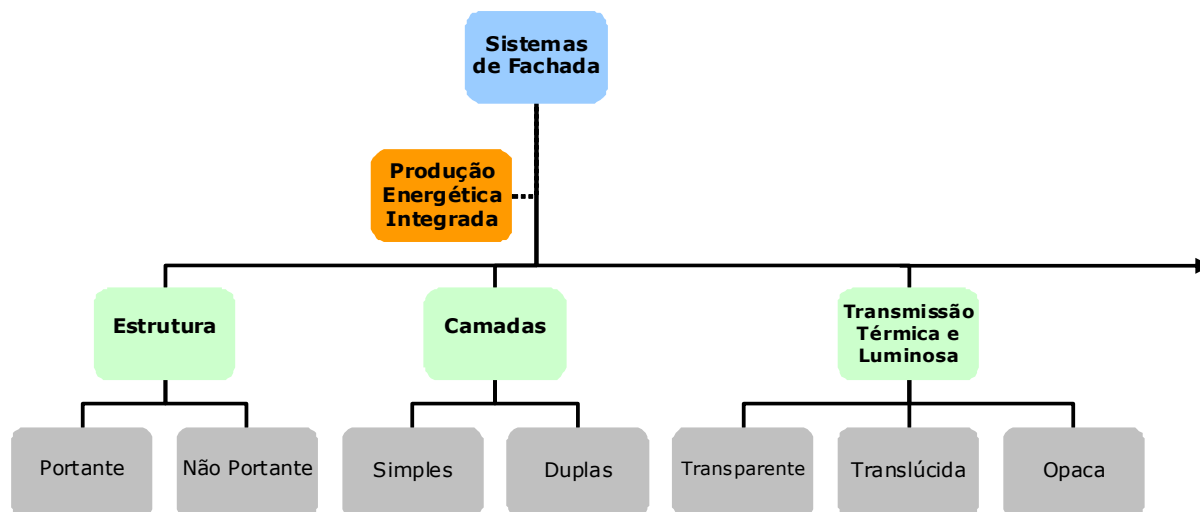 Sistemas
de Fachada
Produção
Energética
Integrada
Estrutura
Camadas
Transmissão
Térmica e
Luminosa
Portante
Não Portante
Simples
Duplas
Transparente
Translúcida
Opaca